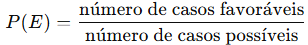 P(E) = número de casos favoráveis / número de casos possíveis